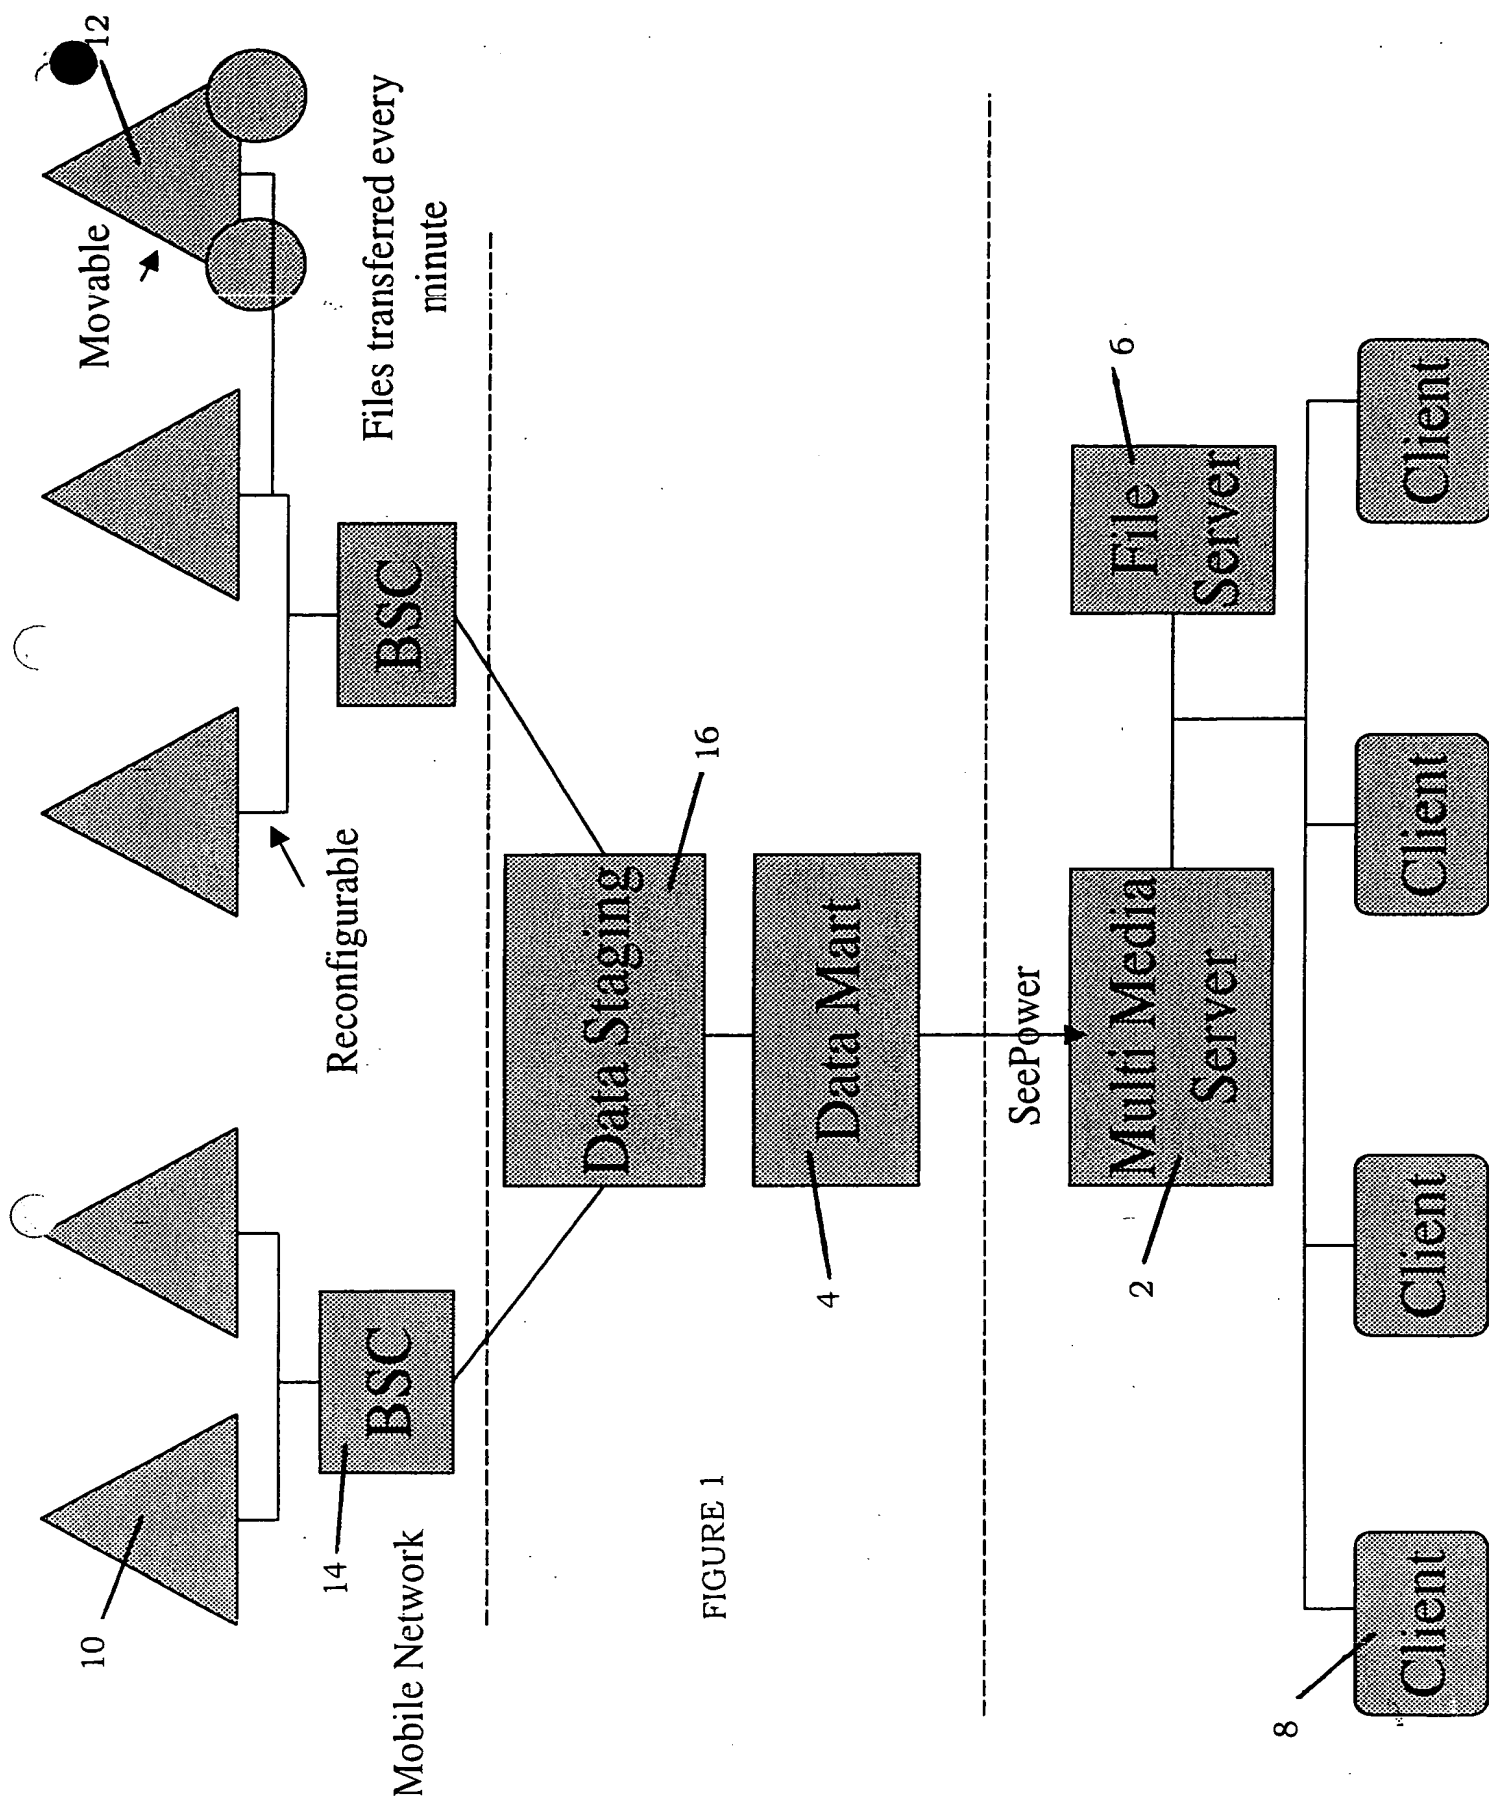 12
Movable
Files transferred every
minute
Reconfigurable
10
14
BSC
BSC
Mobile Network
Data Staging
16
Data Mart
4
FIGURE 1
SeePower
Multi Media
Server
2
File
Server
6
Client
Client
Client
Client
8